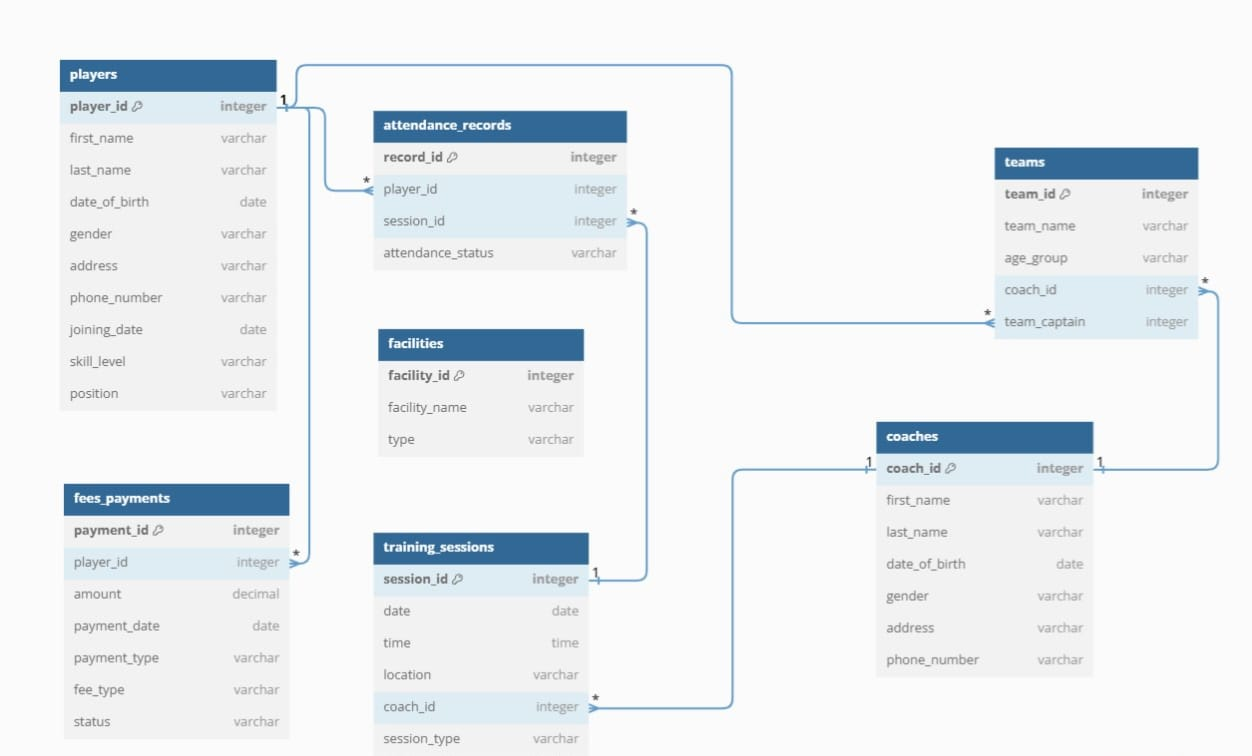 players
player_id integer
first_name varchar
last_name varchar
date_of_birth date
gender varchar
address varchar
phone_number varchar
joining_date date
skill_level varchar
position varchar
1
attendance_records
record_id integer
* player_id integer
session_id integer *
attendance_status varchar
teams
team_id integer
team_name varchar
age_group varchar
coach_id integer *
* team_captain integer
facilities
facility_id integer
facility_name varchar
type varchar
coaches
1 coach_id integer 1
first_name varchar
last_name varchar
date_of_birth date
gender varchar
address varchar
phone_number varchar
fees_payments
payment_id integer
player_id integer *
amount decimal
payment_date date
payment_type varchar
fee_type varchar
status varchar
training_sessions
session_id integer 1
date date
time time
location varchar
coach_id integer *
session_type varchar